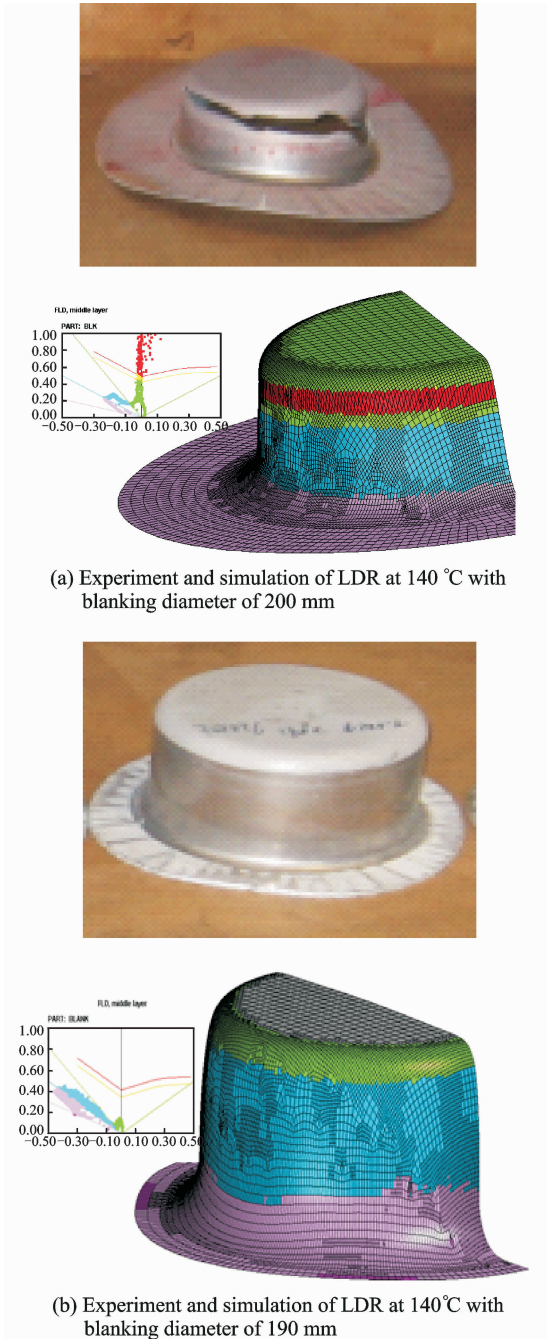 FLD, middle layer
PART: BLK
1.00
0.80
0.60
0.40
0.20
0.00
−0.50 −0.30 −0.10 0.00 0.10 0.30 0.50
(a) Experiment and simulation of LDR at 140 °C with
blanking diameter of 200 mm
FLD, middle layer
PART: BLANK
1.00
0.80
0.60
0.40
0.20
0.00
−0.50 −0.30 −0.10 0.00 0.10 0.30 0.50
(b) Experiment and simulation of LDR at 140℃ with
blanking diameter of 190 mm